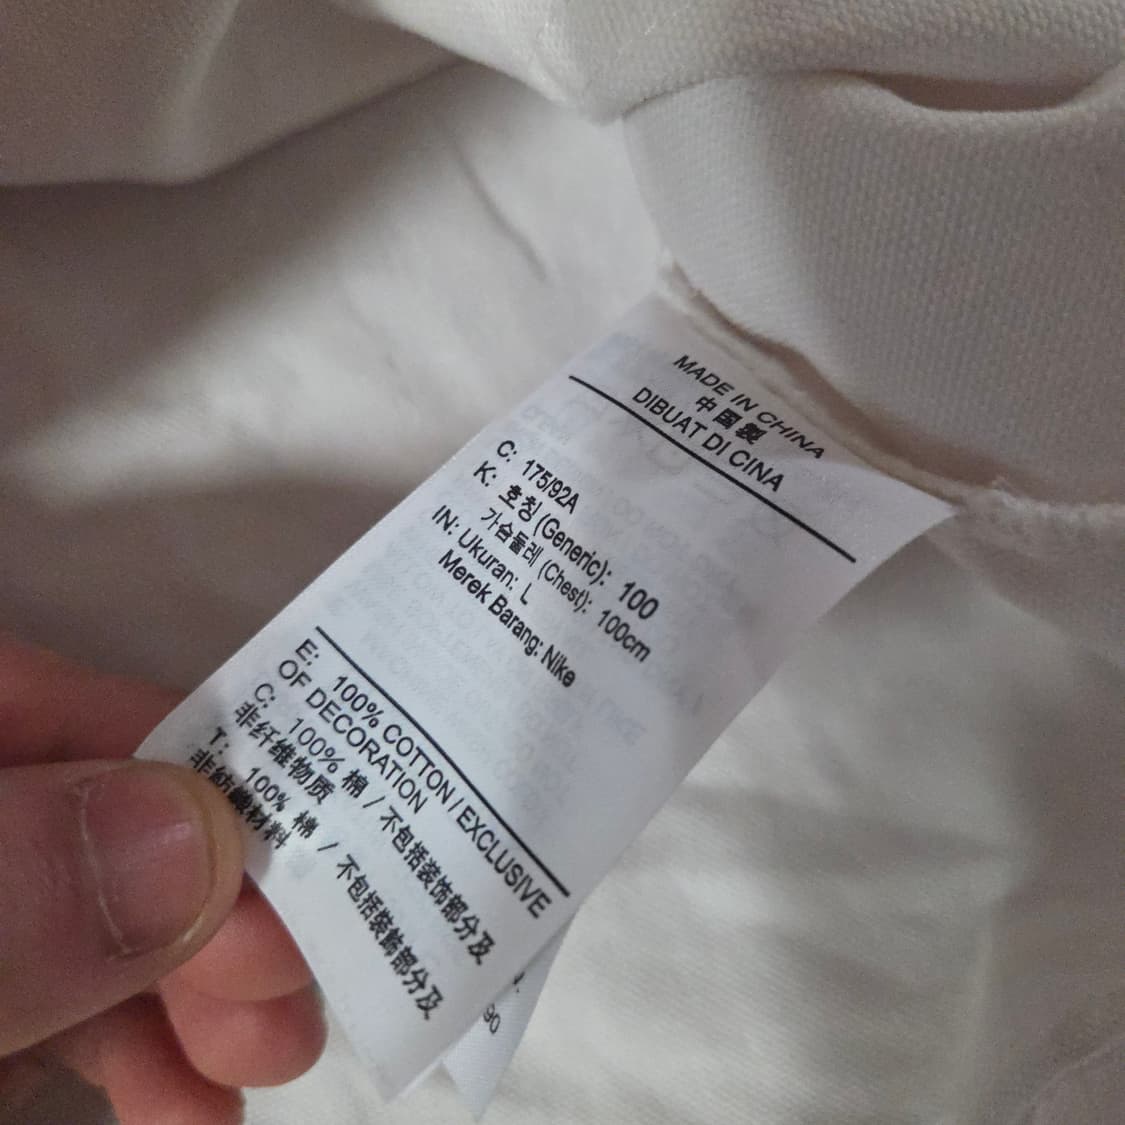 MADE IN CHINA
中国製
DIBUAT DI CINA
C: 175/92A
K: 호칭 (Generic): 100
가슴둘레 (Chest): 100cm
IN: Ukuran: L
Merek Barang: Nike
E: 100% COTTON / EXCLUSIVE
OF DECORATION
C: 100% 棉 / 不包括装饰部分及
非纤维物质
T: 100% 棉 / 不包括裝飾部分及
非紡織材料
90